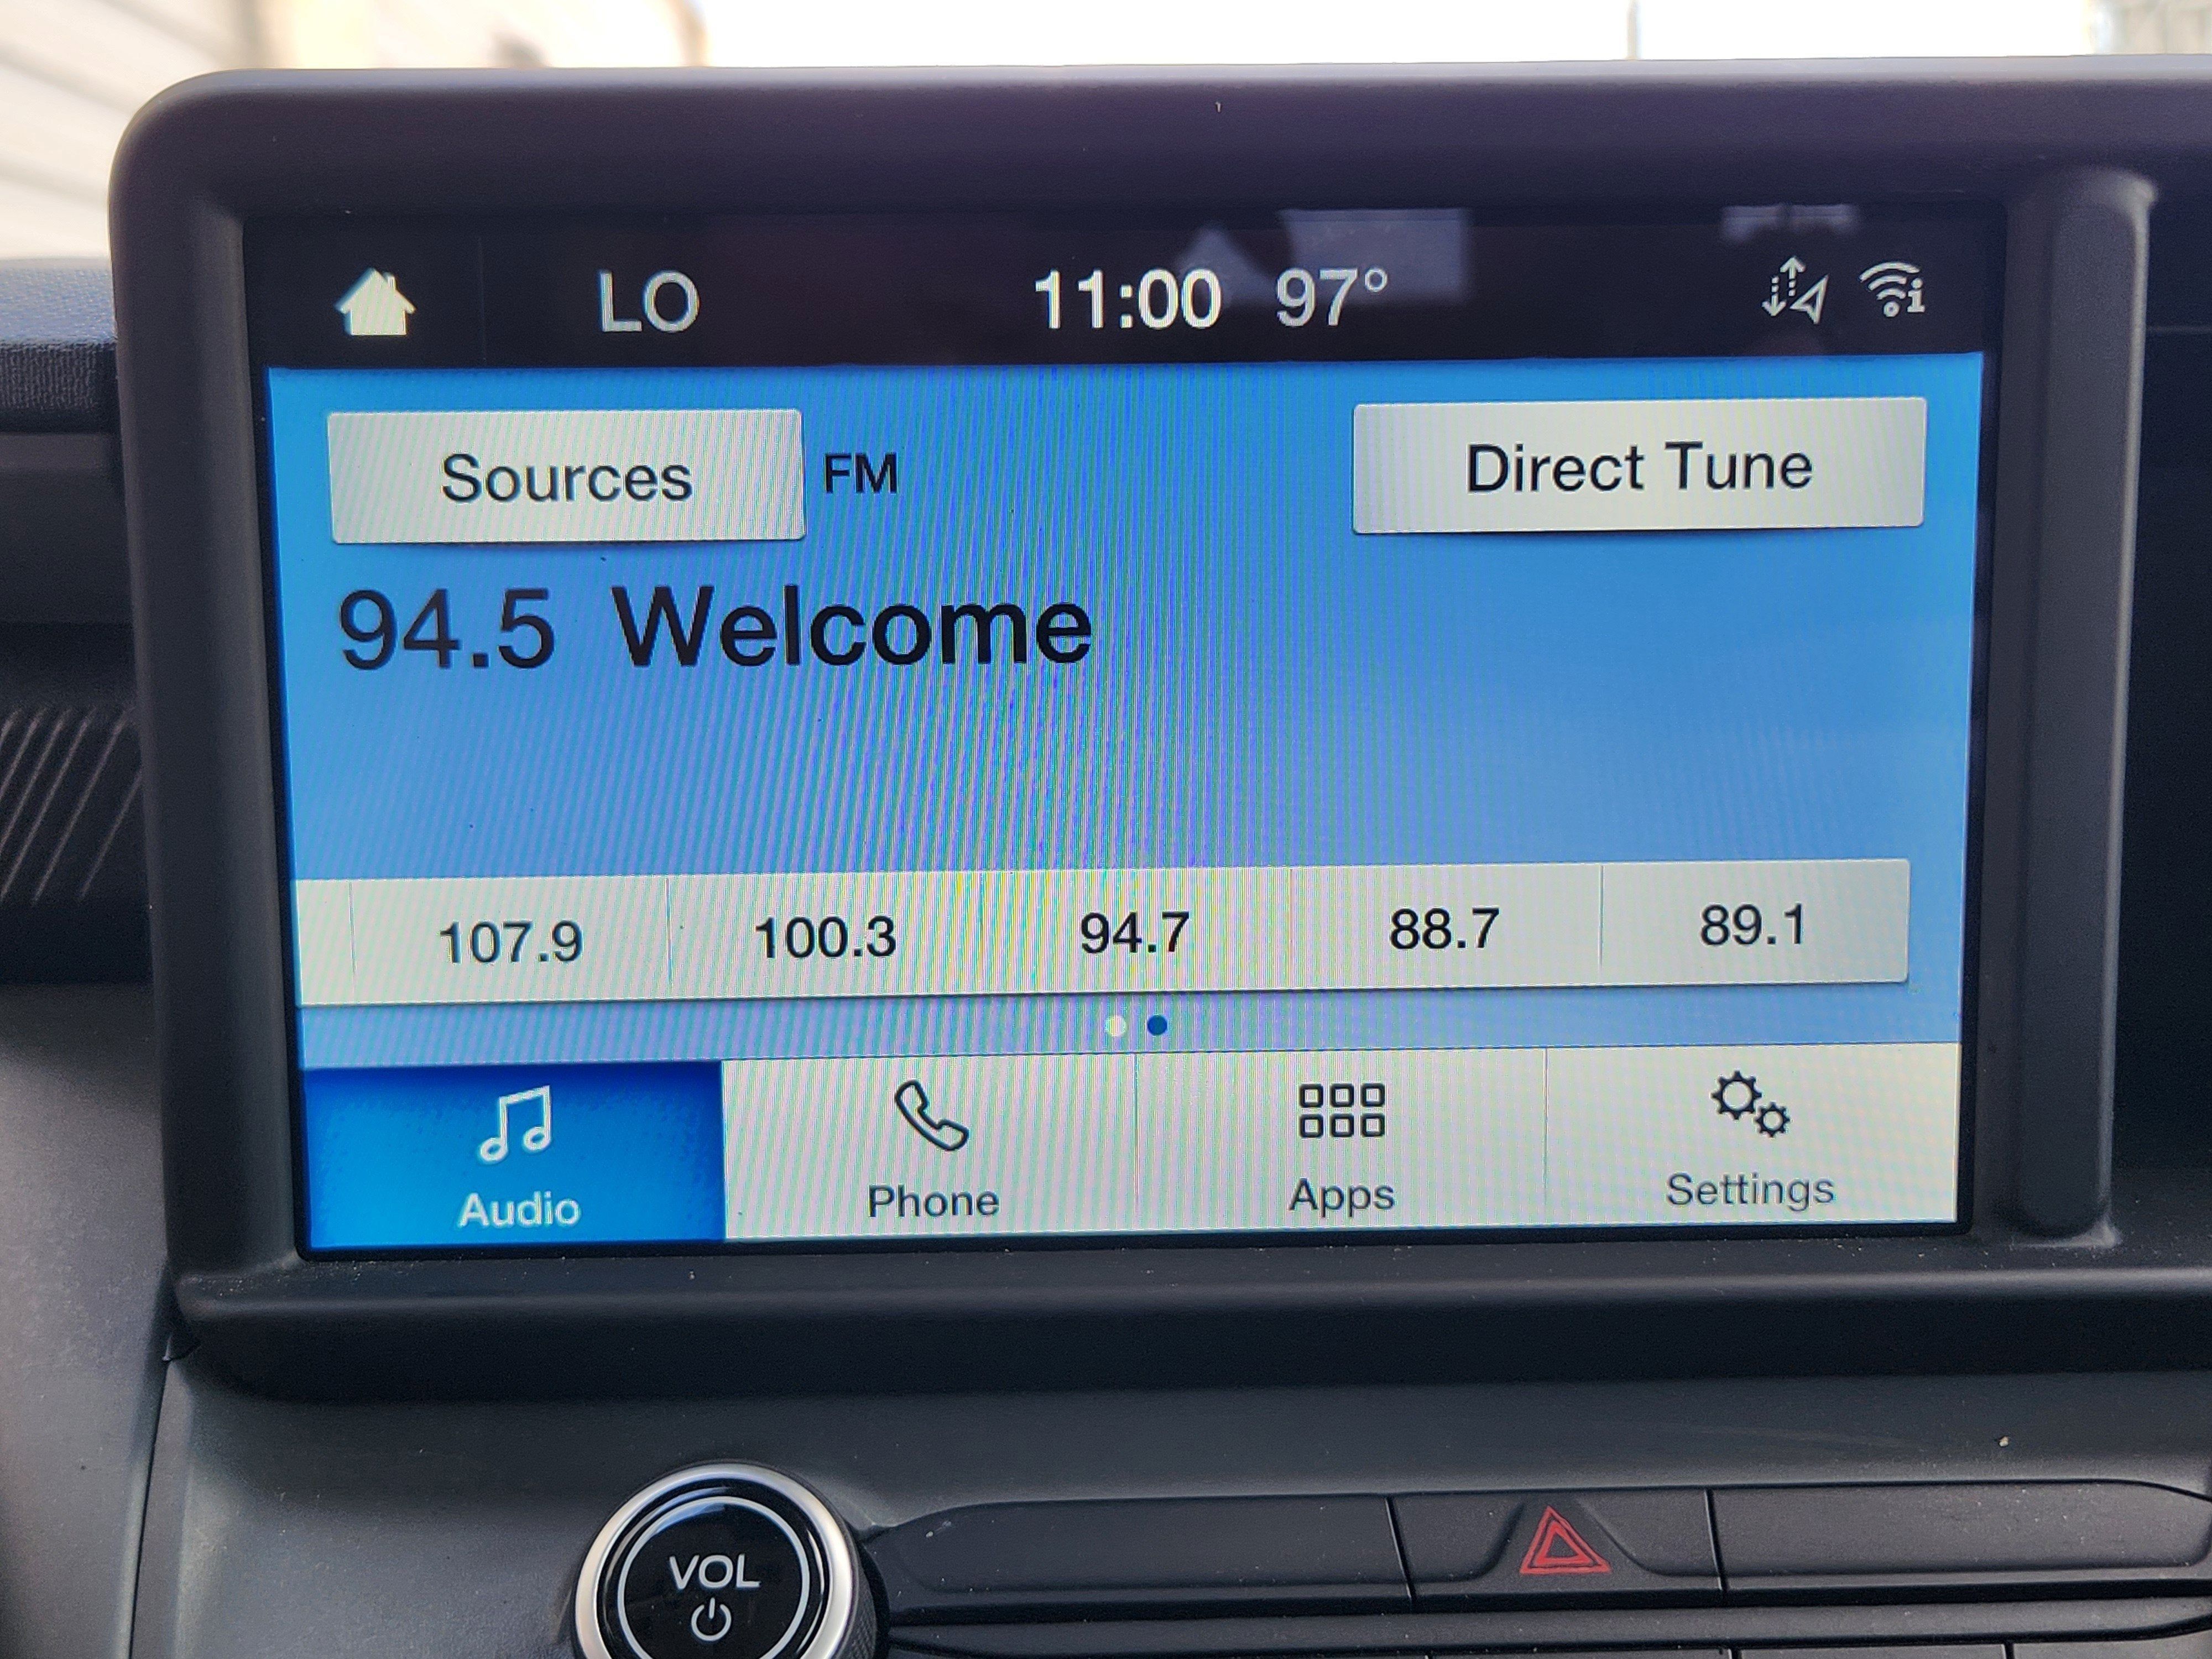 LO 11:00 97°
Sources FM Direct Tune
94.5 Welcome
107.9 100.3 94.7 88.7 89.1
Audio Phone Apps Settings
VOL